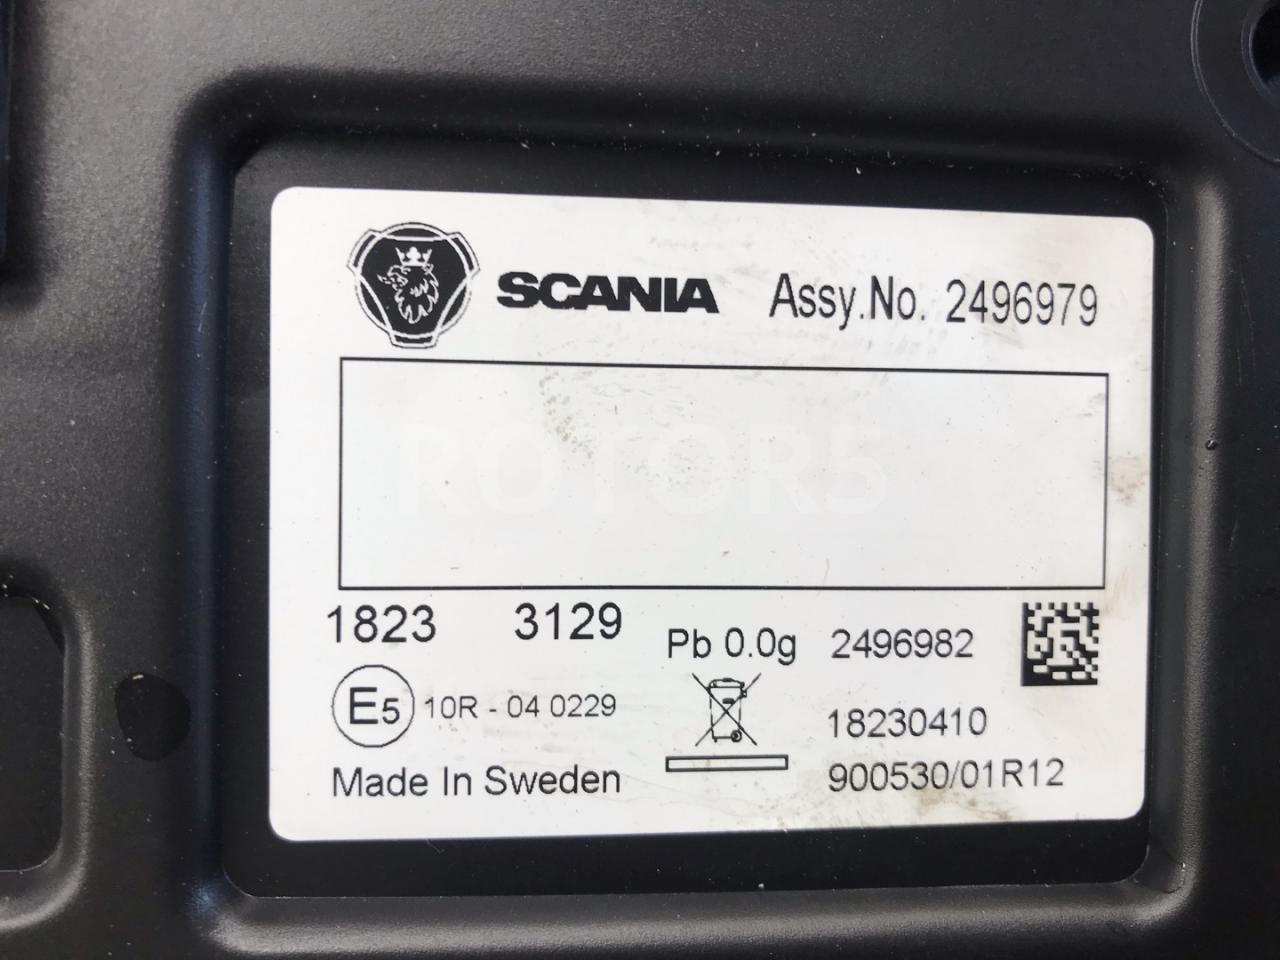 SCANIA Assy.No. 2496979
ROTOR5
1823 3129
Pb 0.0g 2496982
E5 10R - 04 0229
18230410
Made In Sweden
900530/01R12